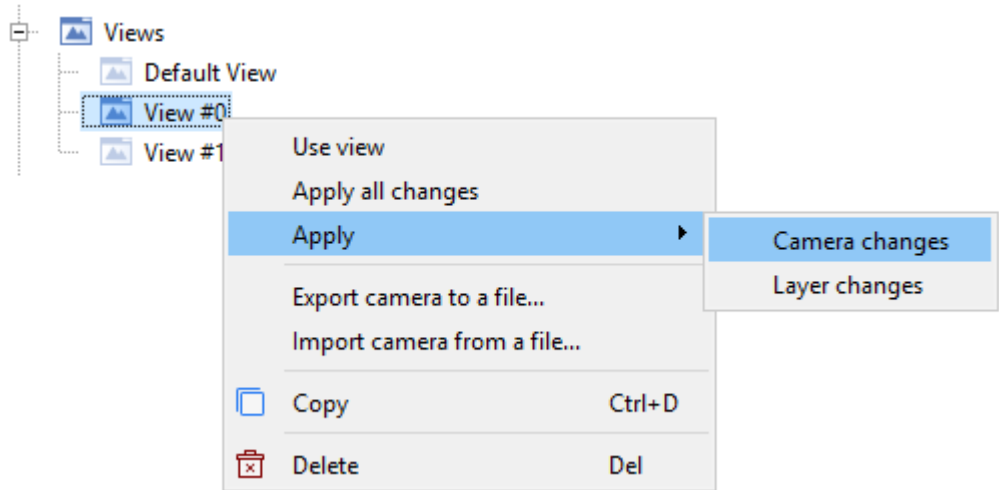 Views
Default View
View #0
View #1
Use view
Apply all changes
Apply
Camera changes
Layer changes
Export camera to a file...
Import camera from a file...
Copy Ctrl+D
Delete Del